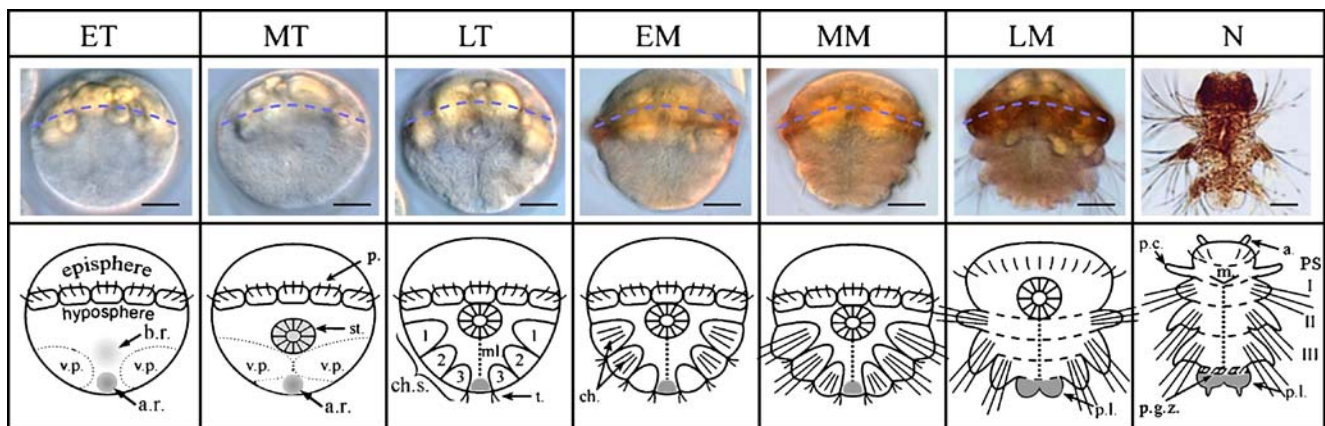 ET MT LT EM MM LM N
episphere
hyposphere
b.r.
v.p. v.p.
a.r.
p.
st.
v.p. v.p.
a.r.
1 1
2 ml 2
3 3
ch.s.
t.
ch.
p.l.
p.c. a.
m. PS
I
II
III
p.g.z. p.l.